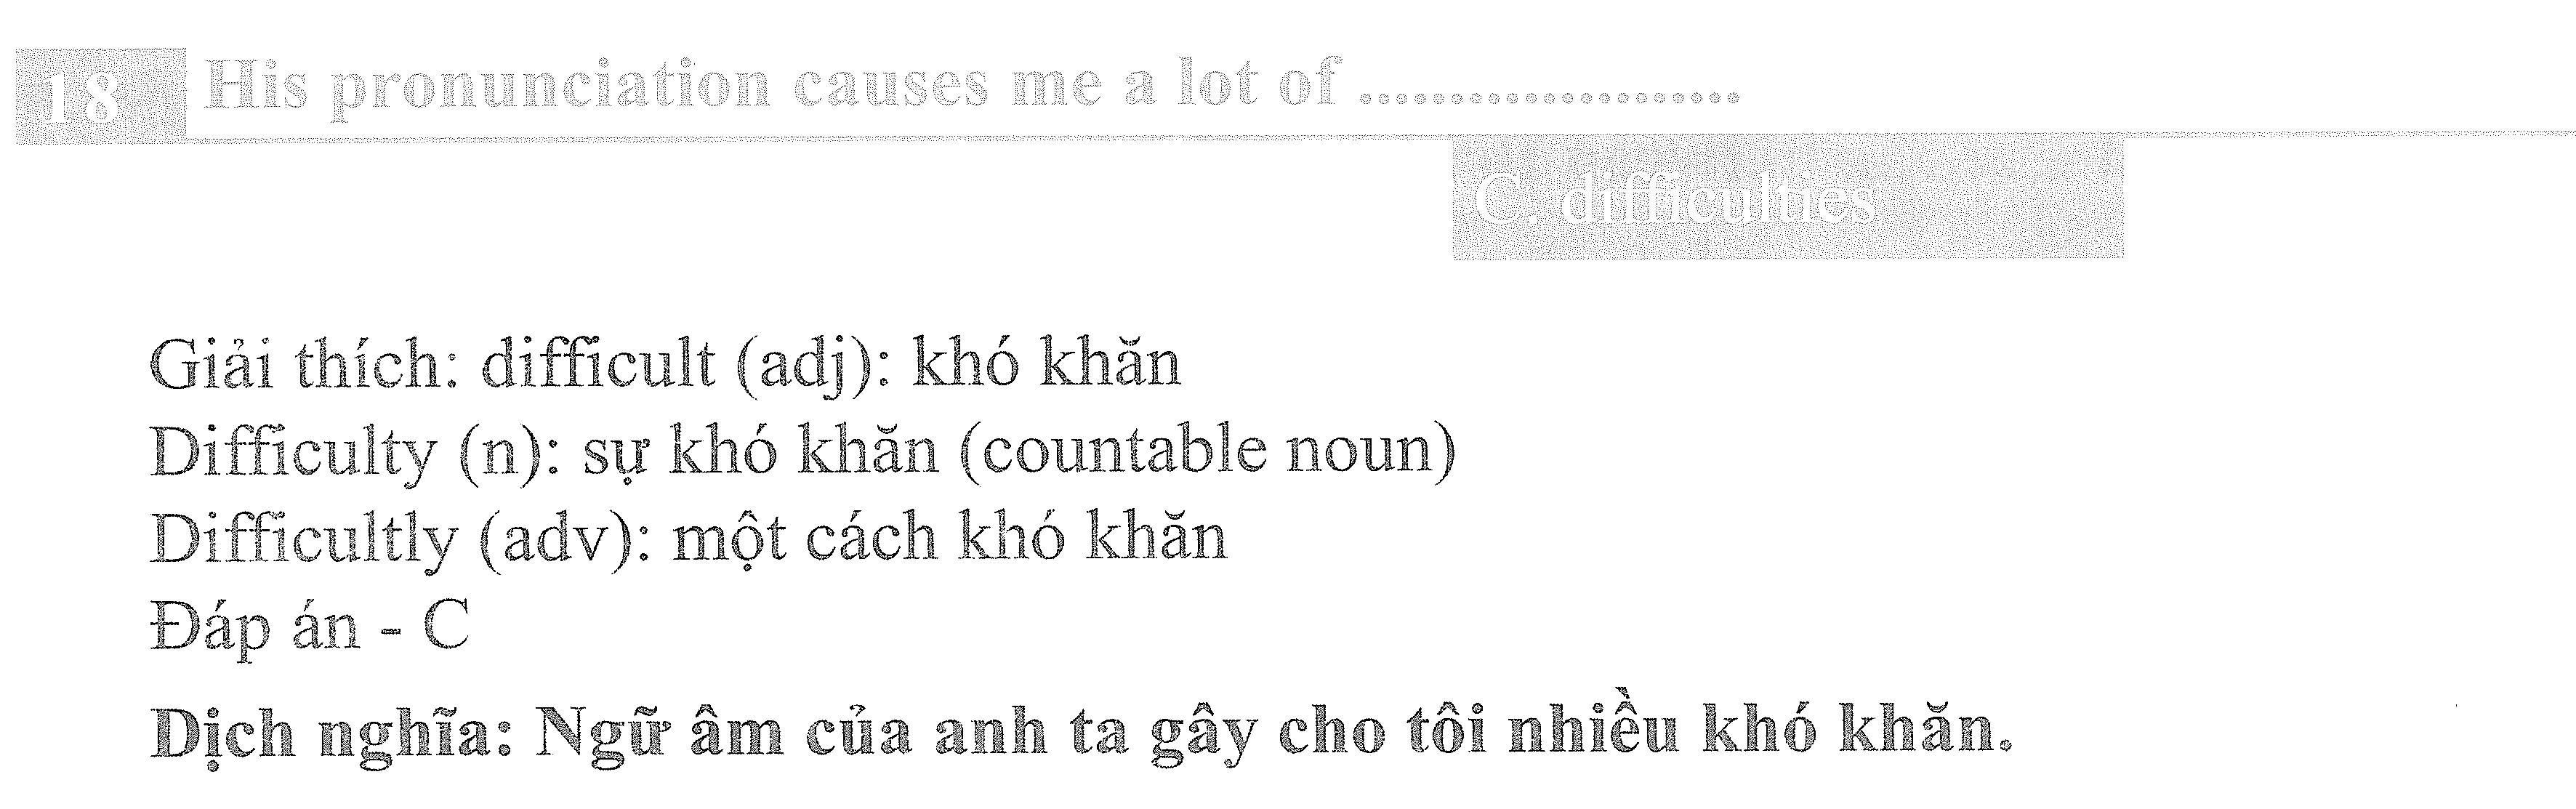 18 His pronunciation causes me a lot of .....................
C. difficulties
Giải thích: difficult (adj): khó khăn
Difficulty (n): sự khó khăn (countable noun)
Difficultly (adv): một cách khó khăn
Đáp án - C
Dịch nghĩa: Ngữ âm của anh ta gây cho tôi nhiều khó khăn.